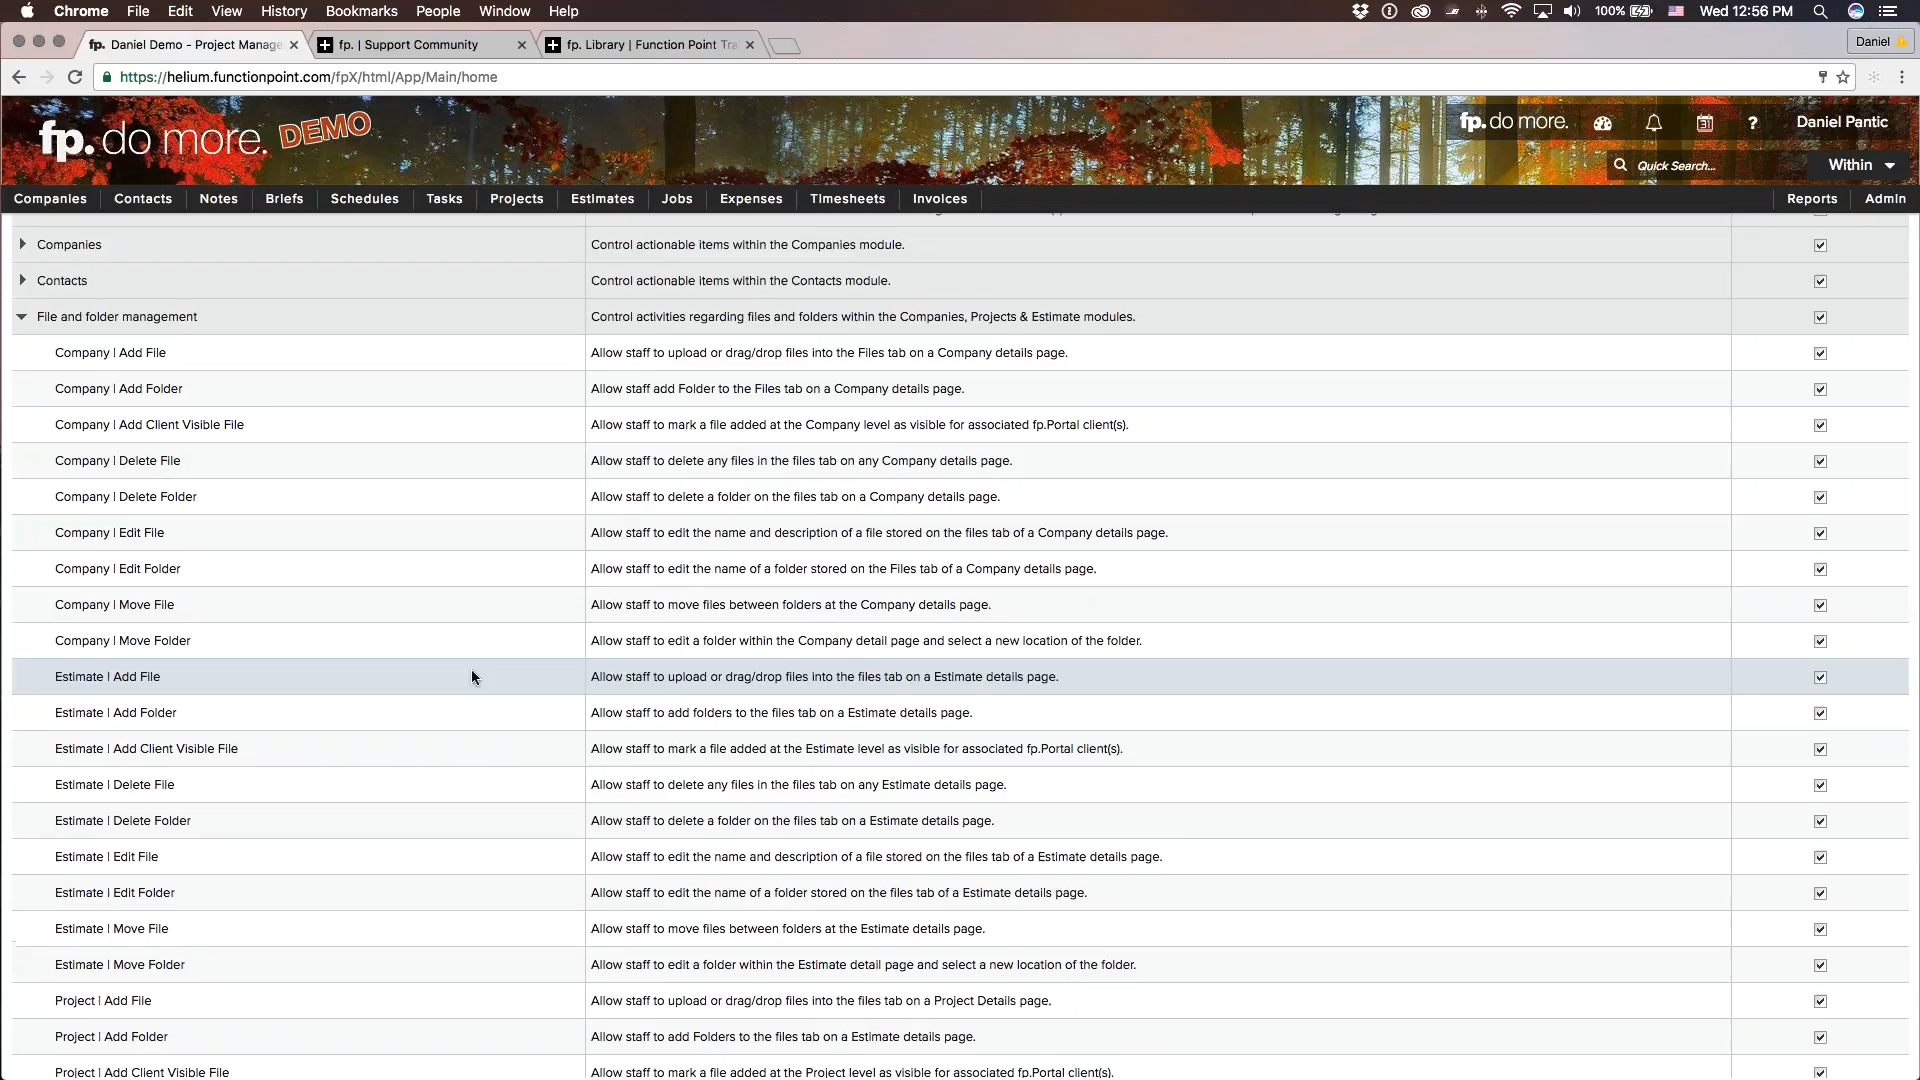 Chrome File Edit View History Bookmarks People Window Help 100% Wed 12:56 PM
fp. Daniel Demo - Project Manage fp. | Support Community fp. Library | Function Point Tra Daniel
https://helium.functionpoint.com/fpX/html/App/Main/home
fp. do more. DEMO fp. do more. 31 ? Daniel Pantic
Quick Search... Within
Companies Contacts Notes Briefs Schedules Tasks Projects Estimates Jobs Expenses Timesheets Invoices Reports Admin
Companies Control actionable items within the Companies module.
Contacts Control actionable items within the Contacts module.
File and folder management Control activities regarding files and folders within the Companies, Projects & Estimate modules.
Company | Add File Allow staff to upload or drag/drop files into the Files tab on a Company details page.
Company | Add Folder Allow staff add Folder to the Files tab on a Company details page.
Company | Add Client Visible File Allow staff to mark a file added at the Company level as visible for associated fp.Portal client(s).
Company | Delete File Allow staff to delete any files in the files tab on any Company details page.
Company | Delete Folder Allow staff to delete a folder on the files tab on a Company details page.
Company | Edit File Allow staff to edit the name and description of a file stored on the files tab of a Company details page.
Company | Edit Folder Allow staff to edit the name of a folder stored on the Files tab of a Company details page.
Company | Move File Allow staff to move files between folders at the Company details page.
Company | Move Folder Allow staff to edit a folder within the Company detail page and select a new location of the folder.
Estimate | Add File Allow staff to upload or drag/drop files into the files tab on a Estimate details page.
Estimate | Add Folder Allow staff to add folders to the files tab on a Estimate details page.
Estimate | Add Client Visible File Allow staff to mark a file added at the Estimate level as visible for associated fp.Portal client(s).
Estimate | Delete File Allow staff to delete any files in the files tab on any Estimate details page.
Estimate | Delete Folder Allow staff to delete a folder on the files tab on a Estimate details page.
Estimate | Edit File Allow staff to edit the name and description of a file stored on the files tab of a Estimate details page.
Estimate | Edit Folder Allow staff to edit the name of a folder stored on the files tab of a Estimate details page.
Estimate | Move File Allow staff to move files between folders at the Estimate details page.
Estimate | Move Folder Allow staff to edit a folder within the Estimate detail page and select a new location of the folder.
Project | Add File Allow staff to upload or drag/drop files into the files tab on a Project Details page.
Project | Add Folder Allow staff to add Folders to the files tab on a Estimate details page.
Project | Add Client Visible File Allow staff to mark a file added at the Project level as visible for associated fp.Portal client(s).